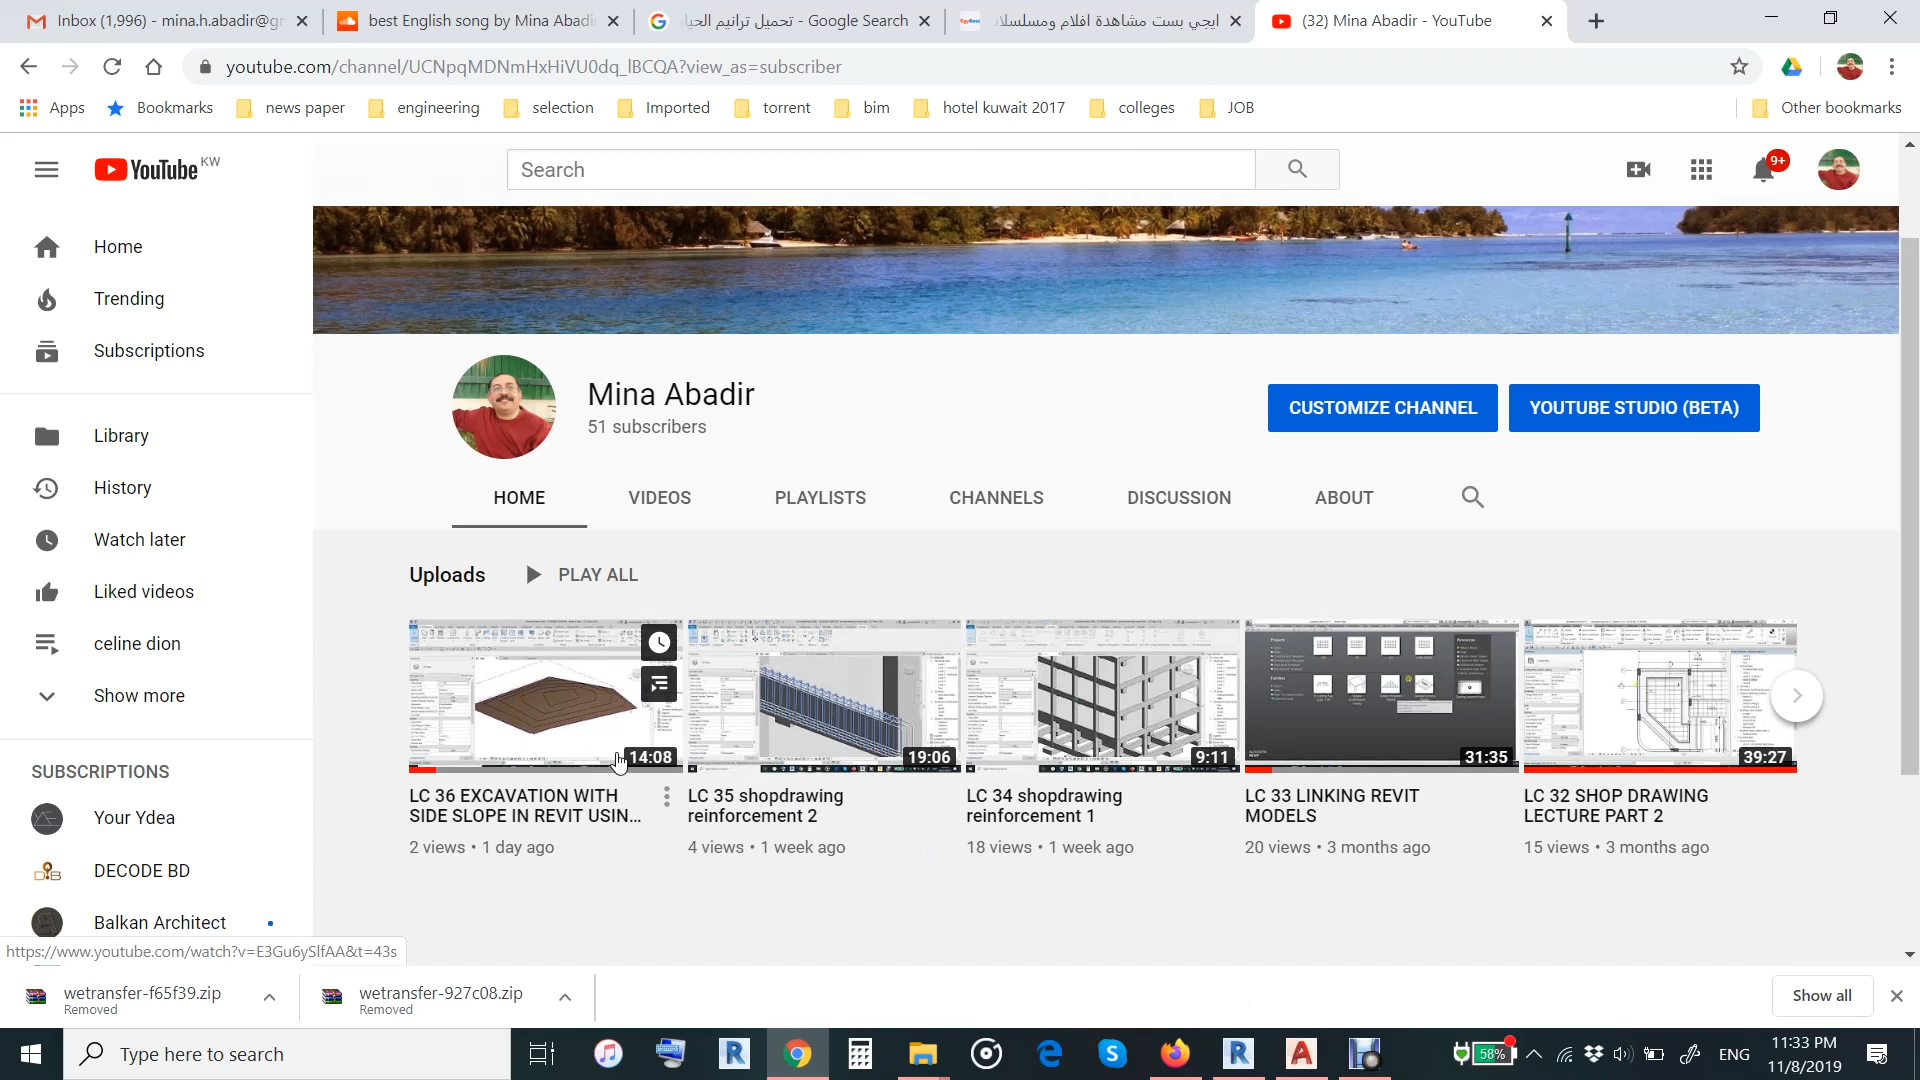 Inbox (1,996) - mina.h.abadir@gr
best English song by Mina Abadi
تحميل ترانيم الحيا - Google Search
ايجي بست مشاهدة افلام ومسلسلات
(32) Mina Abadir - YouTube
youtube.com/channel/UCNpqMDNmHxHiVU0dq_lBCQA?view_as=subscriber
Apps
Bookmarks
news paper
engineering
selection
Imported
torrent
bim
hotel kuwait 2017
colleges
JOB
Other bookmarks
YouTube KW
Search
9+
Home
Trending
Subscriptions
Library
History
Watch later
Liked videos
celine dion
Show more
SUBSCRIPTIONS
Your Ydea
DECODE BD
Balkan Architect
Mina Abadir
51 subscribers
CUSTOMIZE CHANNEL
YOUTUBE STUDIO (BETA)
HOME
VIDEOS
PLAYLISTS
CHANNELS
DISCUSSION
ABOUT
Uploads
PLAY ALL
14:08
19:06
9:11
31:35
39:27
LC 36 EXCAVATION WITH
SIDE SLOPE IN REVIT USIN...
2 views • 1 day ago
LC 35 shopdrawing
reinforcement 2
4 views • 1 week ago
LC 34 shopdrawing
reinforcement 1
18 views • 1 week ago
LC 33 LINKING REVIT
MODELS
20 views • 3 months ago
LC 32 SHOP DRAWING
LECTURE PART 2
15 views • 3 months ago
https://www.youtube.com/watch?v=E3Gu6ySlfAA&t=43s
wetransfer-f65f39.zip
Removed
wetransfer-927c08.zip
Removed
Show all
Type here to search
58%
ENG
11:33 PM
11/8/2019